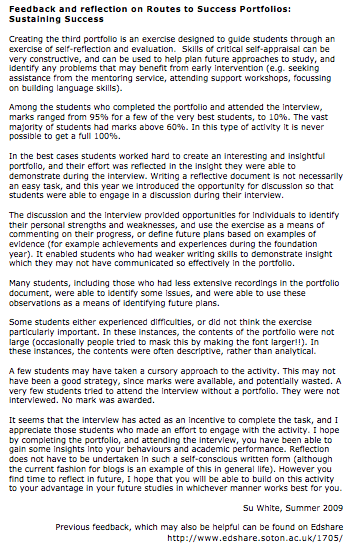 Feedback and reflection on Routes to Success Portfolios:
Sustaining Success
Creating the third portfolio is an exercise designed to guide students through an
exercise of self-reflection and evaluation.  Skills of critical self-appraisal can be
very constructive, and can be used to help plan future approaches to study, and
identify any problems that may benefit from early intervention (e.g. seeking
assistance from the mentoring service, attending support workshops, focussing
on building language skills).
Among the students who completed the portfolio and attended the interview,
marks ranged from 95% for a few of the very best students, to 10%. The vast
majority of students had marks above 60%. In this type of activity it is never
possible to get a full 100%.
In the best cases students worked hard to create an interesting and insightful
portfolio, and their effort was reflected in the insight they were able to
demonstrate during the interview. Writing a reflective document is not necessarily
an easy task, and this year we introduced the opportunity for discussion so that
students were able to engage in a discussion during their interview.
The discussion and the interview provided opportunities for individuals to identify
their personal strengths and weaknesses, and use the exercise as a means of
commenting on their progress, or define future plans based on examples of
evidence (for example achievements and experiences during the foundation
year). It enabled students who had weaker writing skills to demonstrate insight
which they may not have communicated so effectively in the portfolio.
Many students, including those who had less extensive recordings in the portfolio
document, were able to identify some issues, and were able to use these
observations as a means of identifying future plans.
Some students either experienced difficulties, or did not think the exercise
particularly important. In these instances, the contents of the portfolio were not
large (occasionally people tried to mask this by making the font larger!!). In
these instances, the contents were often descriptive, rather than analytical.
A few students may have taken a cursory approach to the activity. This may not
have been a good strategy, since marks were available, and potentially wasted. A
very few students tried to attend the interview without a portfolio. They were not
interviewed. No mark was awarded.
It seems that the interview has acted as an incentive to complete the task, and I
appreciate those students who made an effort to engage with the activity. I hope
by completing the portfolio, and attending the interview, you have been able to
gain some insights into your behaviours and academic performance. Reflection
does not have to be undertaken in such a self-conscious written form (although
the current fashion for blogs is an example of this in general life). However you
find time to reflect in future, I hope that you will be able to build on this activity
to your advantage in your future studies in whichever manner works best for you.
Su White, Summer 2009
Previous feedback, which may also be helpful can be found on Edshare
http://www.edshare.soton.ac.uk/1705/